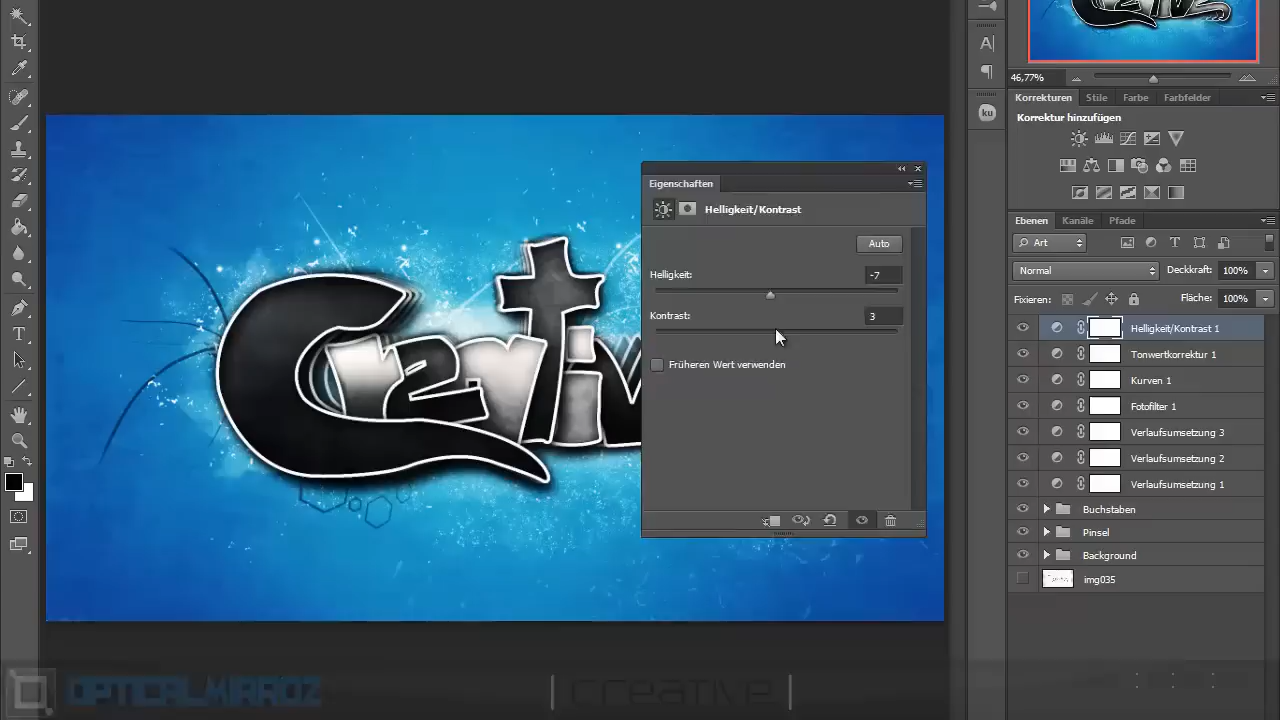 46,77%
Korrekturen Stile Farbe Farbfelder
Korrektur hinzufügen
Ebenen Kanäle Pfade
Art
Normal Deckkraft: 100%
Fixieren: Fläche: 100%
Helligkeit/Kontrast 1
Tonwertkorrektur 1
Kurven 1
Fotofilter 1
Verlaufsumsetzung 3
Verlaufsumsetzung 2
Verlaufsumsetzung 1
Buchstaben
Pinsel
Background
img035
A|
ku
Eigenschaften
Helligkeit/Kontrast
Auto
Helligkeit: -7
Kontrast: 3
Früheren Wert verwenden
OPTICALMIRROZ
| creative |